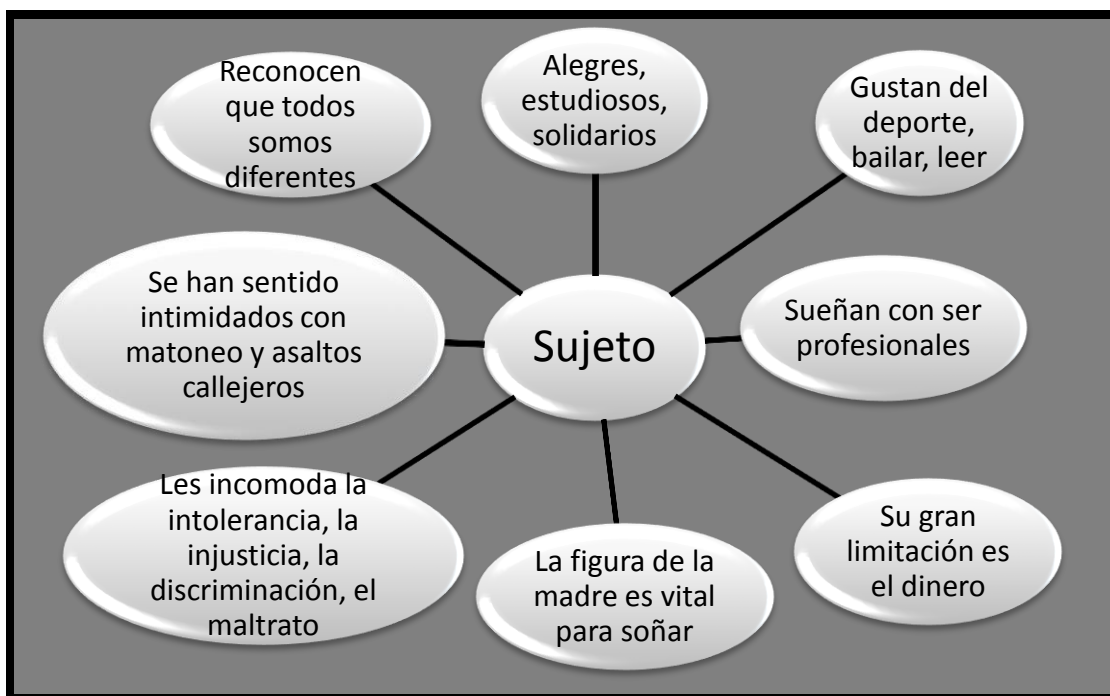 Reconocen
que todos
somos
diferentes
Alegres,
estudiosos,
solidarios
Gustan del
deporte,
bailar, leer
Se han sentido
intimidados con
matoneo y asaltos
callejeros
Sujeto
Sueñan con ser
profesionales
Les incomoda la
intolerancia, la
injusticia, la
discriminación, el
maltrato
La figura de la
madre es vital
para soñar
Su gran
limitación es
el dinero